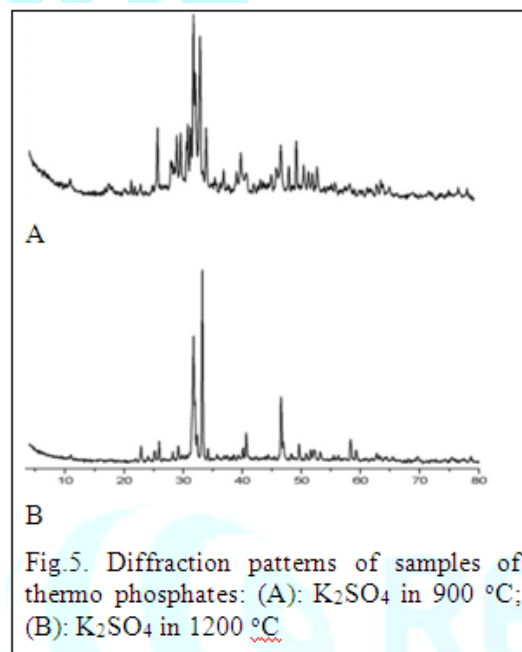 A
10 20 30 40 50 60 70 80
B
Fig.5. Diffraction patterns of samples of
thermo phosphates: (A): K₂SO₄ in 900 °C;
(B): K₂SO₄ in 1200 °C